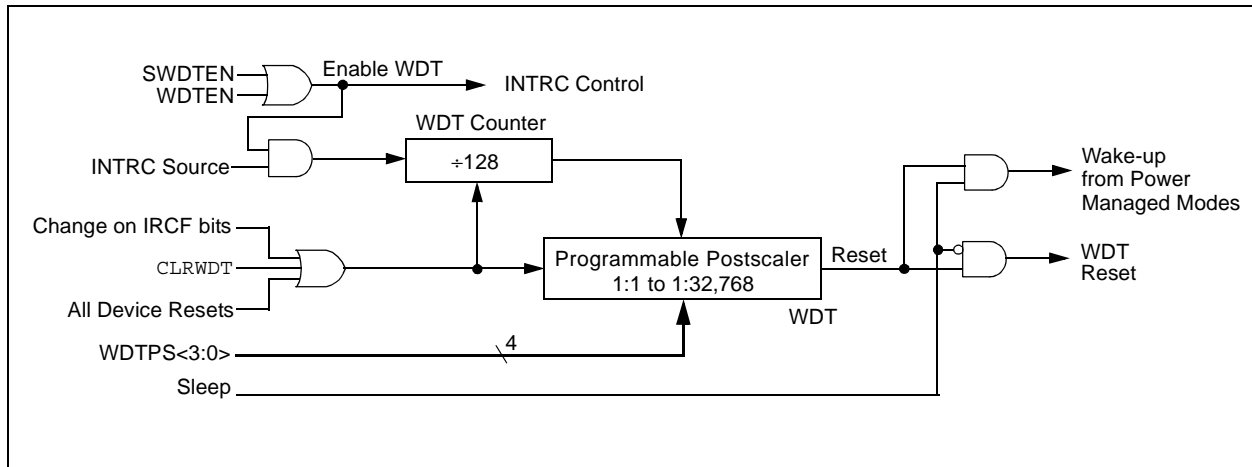 SWDTEN
WDTEN
Enable WDT
INTRC Control
WDT Counter
INTRC Source
÷128
Wake-up
from Power
Managed Modes
Change on IRCF bits
CLRWDT
All Device Resets
Programmable Postscaler
1:1 to 1:32,768
Reset
WDT
Reset
WDT
WDTPS<3:0>
4
Sleep